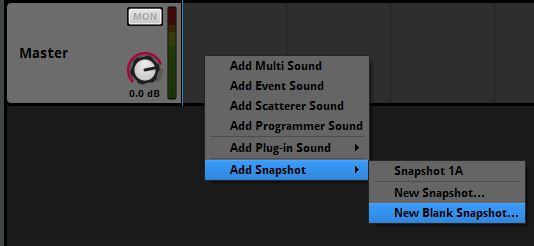 MON
Master
0.0 dB
Add Multi Sound
Add Event Sound
Add Scatterer Sound
Add Programmer Sound
Add Plug-in Sound
Add Snapshot
Snapshot 1A
New Snapshot...
New Blank Snapshot...